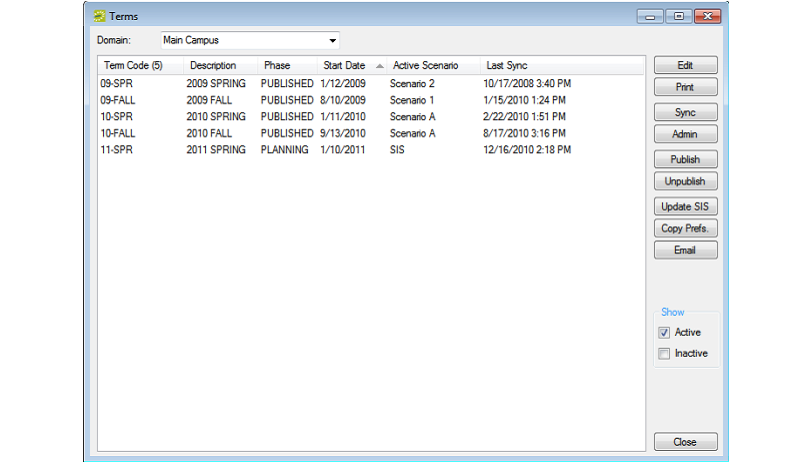 Terms
Domain: Main Campus
Term Code (5) Description Phase Start Date Active Scenario Last Sync
09-SPR 2009 SPRING PUBLISHED 1/12/2009 Scenario 2 10/17/2008 3:40 PM
09-FALL 2009 FALL PUBLISHED 8/10/2009 Scenario 1 1/15/2010 1:24 PM
10-SPR 2010 SPRING PUBLISHED 1/11/2010 Scenario A 2/22/2010 1:51 PM
10-FALL 2010 FALL PUBLISHED 9/13/2010 Scenario A 8/17/2010 3:16 PM
11-SPR 2011 SPRING PLANNING 1/10/2011 SIS 12/16/2010 2:18 PM
Edit
Print
Sync
Admin
Publish
Unpublish
Update SIS
Copy Prefs.
Email
Show
Active
Inactive
Close